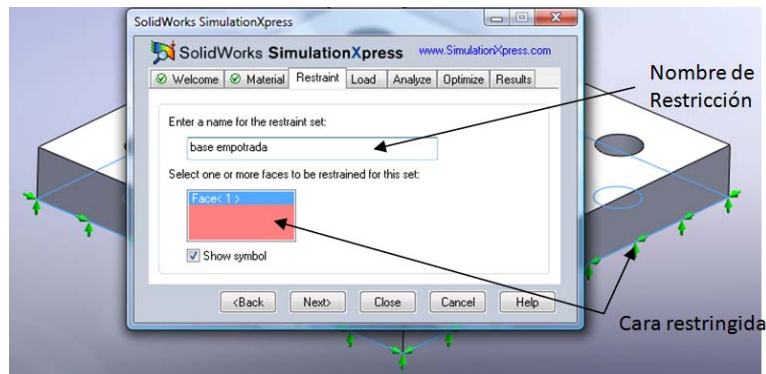 SolidWorks SimulationXpress
SolidWorks SimulationXpress www.SimulationXpress.com
Welcome Material Restraint Load Analyze Optimize Results
Nombre de
Restricción
Enter a name for the restraint set:
base empotrada
Select one or more faces to be restrained for this set:
Face< 1 >
Show symbol
<Back Next> Close Cancel Help
Cara restringida